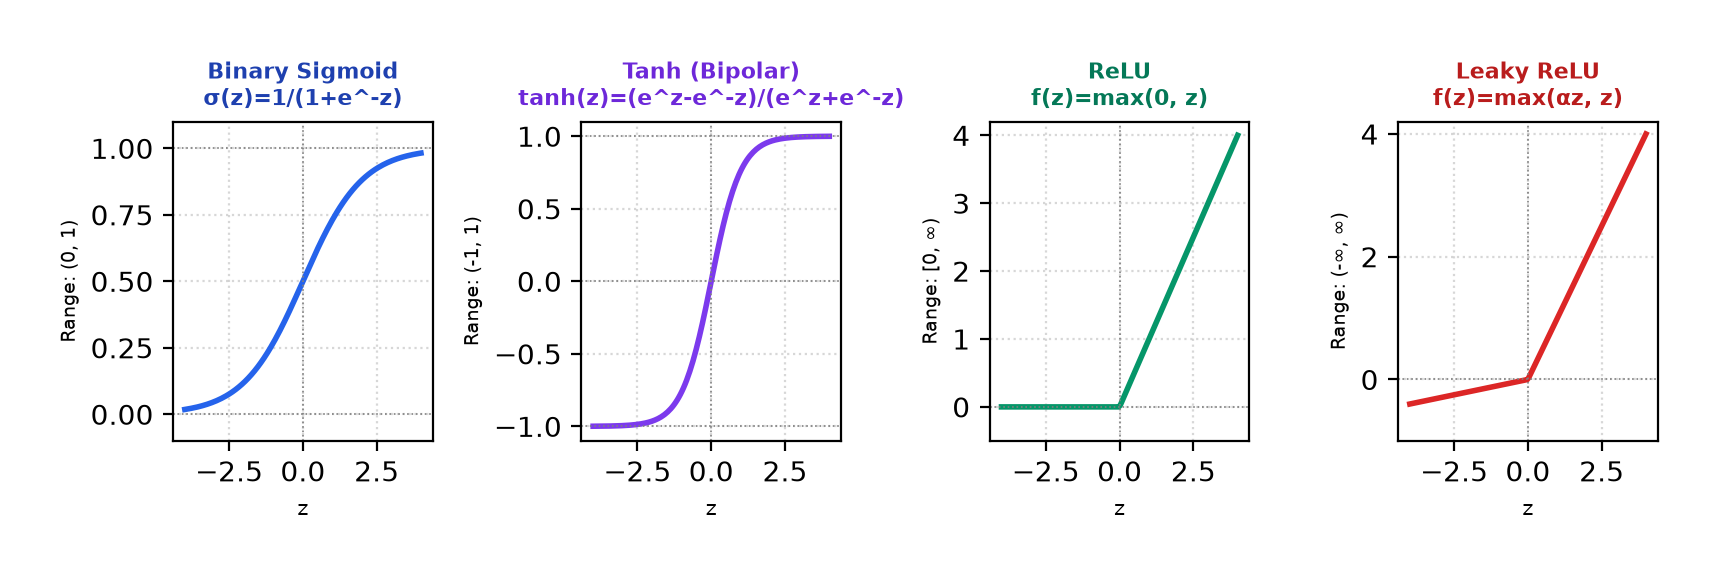 Binary Sigmoid
σ(z)=1/(1+e^-z)
Range: (0, 1)
1.00
0.75
0.50
0.25
0.00
−2.5 0.0 2.5
z
Tanh (Bipolar)
tanh(z)=(e^z-e^-z)/(e^z+e^-z)
Range: (-1, 1)
1.0
0.5
0.0
−0.5
−1.0
−2.5 0.0 2.5
z
ReLU
f(z)=max(0, z)
Range: [0, ∞)
4
3
2
1
0
−2.5 0.0 2.5
z
Leaky ReLU
f(z)=max(αz, z)
Range: (-∞, ∞)
4
2
0
−2.5 0.0 2.5
z